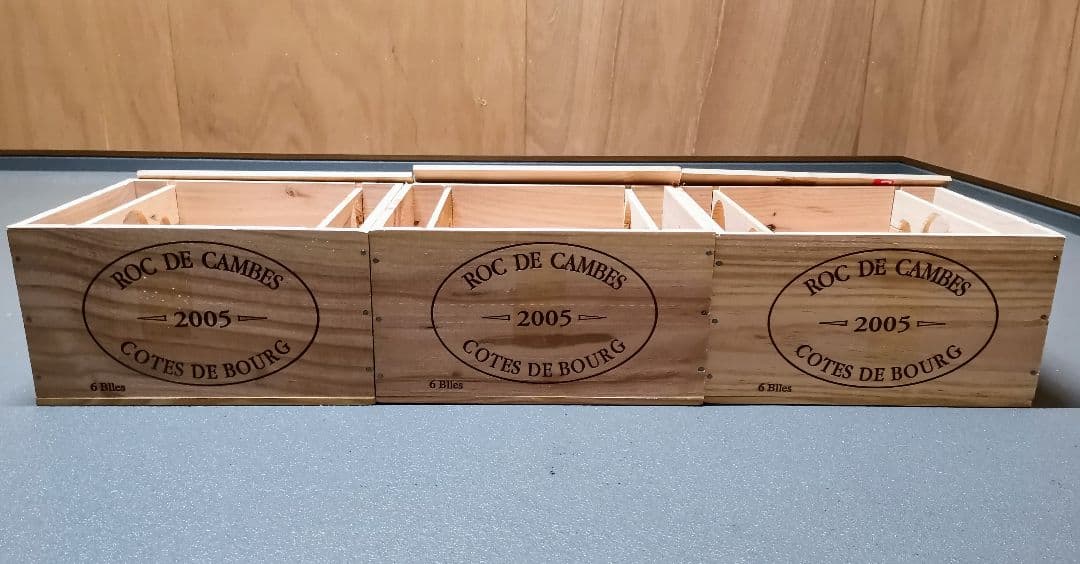 ROC DE CAMBES
2005
COTES DE BOURG
6 Blles
ROC DE CAMBES
2005
COTES DE BOURG
6 Blles
ROC DE CAMBES
2005
COTES DE BOURG
6 Blles